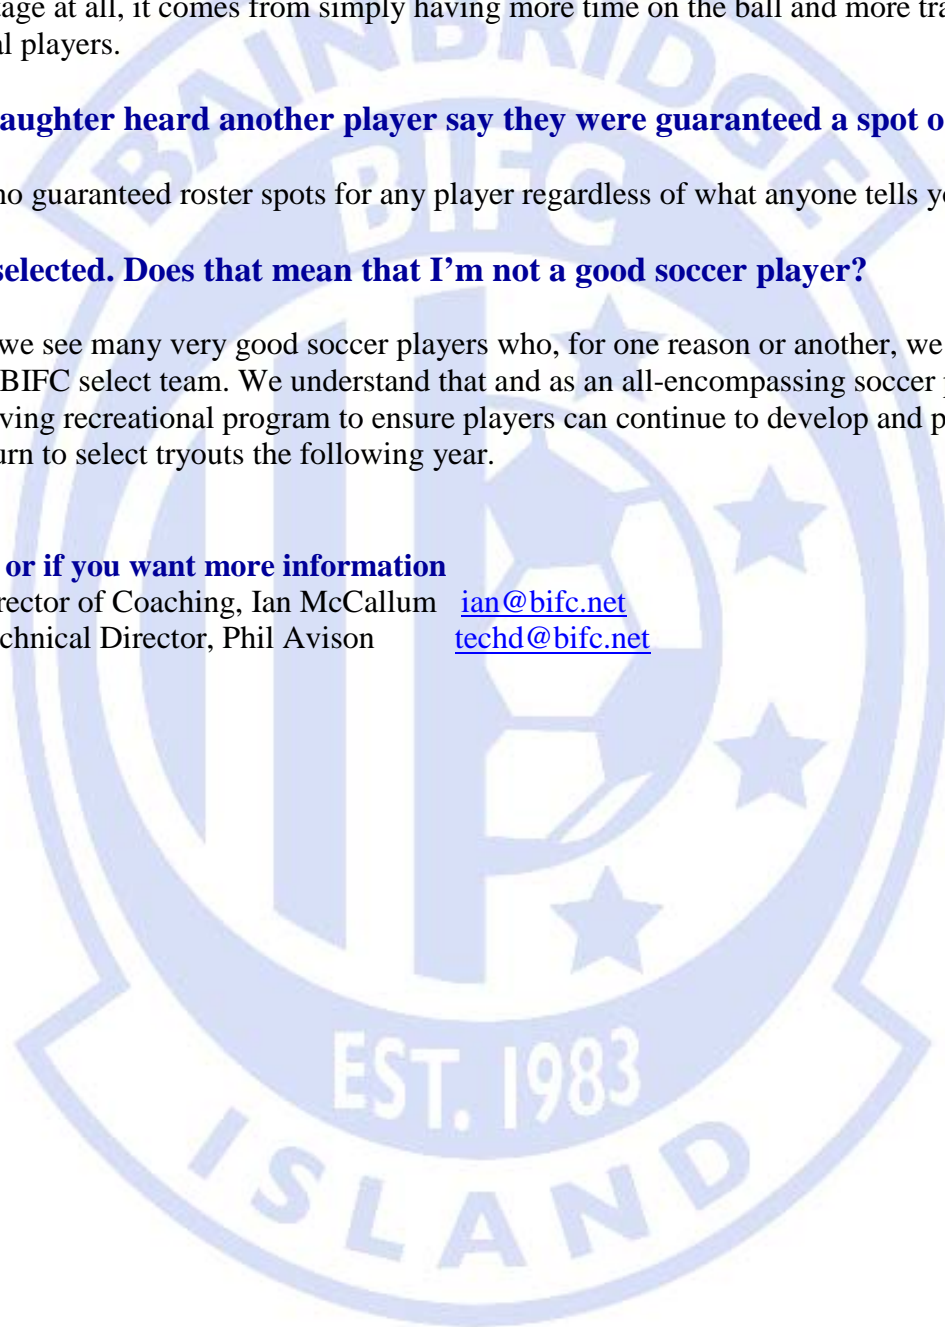 tage at all, it comes from simply having more time on the ball and more tra
al players.
aughter heard another player say they were guaranteed a spot o
no guaranteed roster spots for any player regardless of what anyone tells yo
selected. Does that mean that I'm not a good soccer player?
we see many very good soccer players who, for one reason or another, we
BIFC select team. We understand that and as an all-encompassing soccer p
ving recreational program to ensure players can continue to develop and p
urn to select tryouts the following year.
or if you want more information
rector of Coaching, Ian McCallum ian@bifc.net
chnical Director, Phil Avison techd@bifc.net
BAINBRIDGE
BIFC
EST. 1983
ISLAND